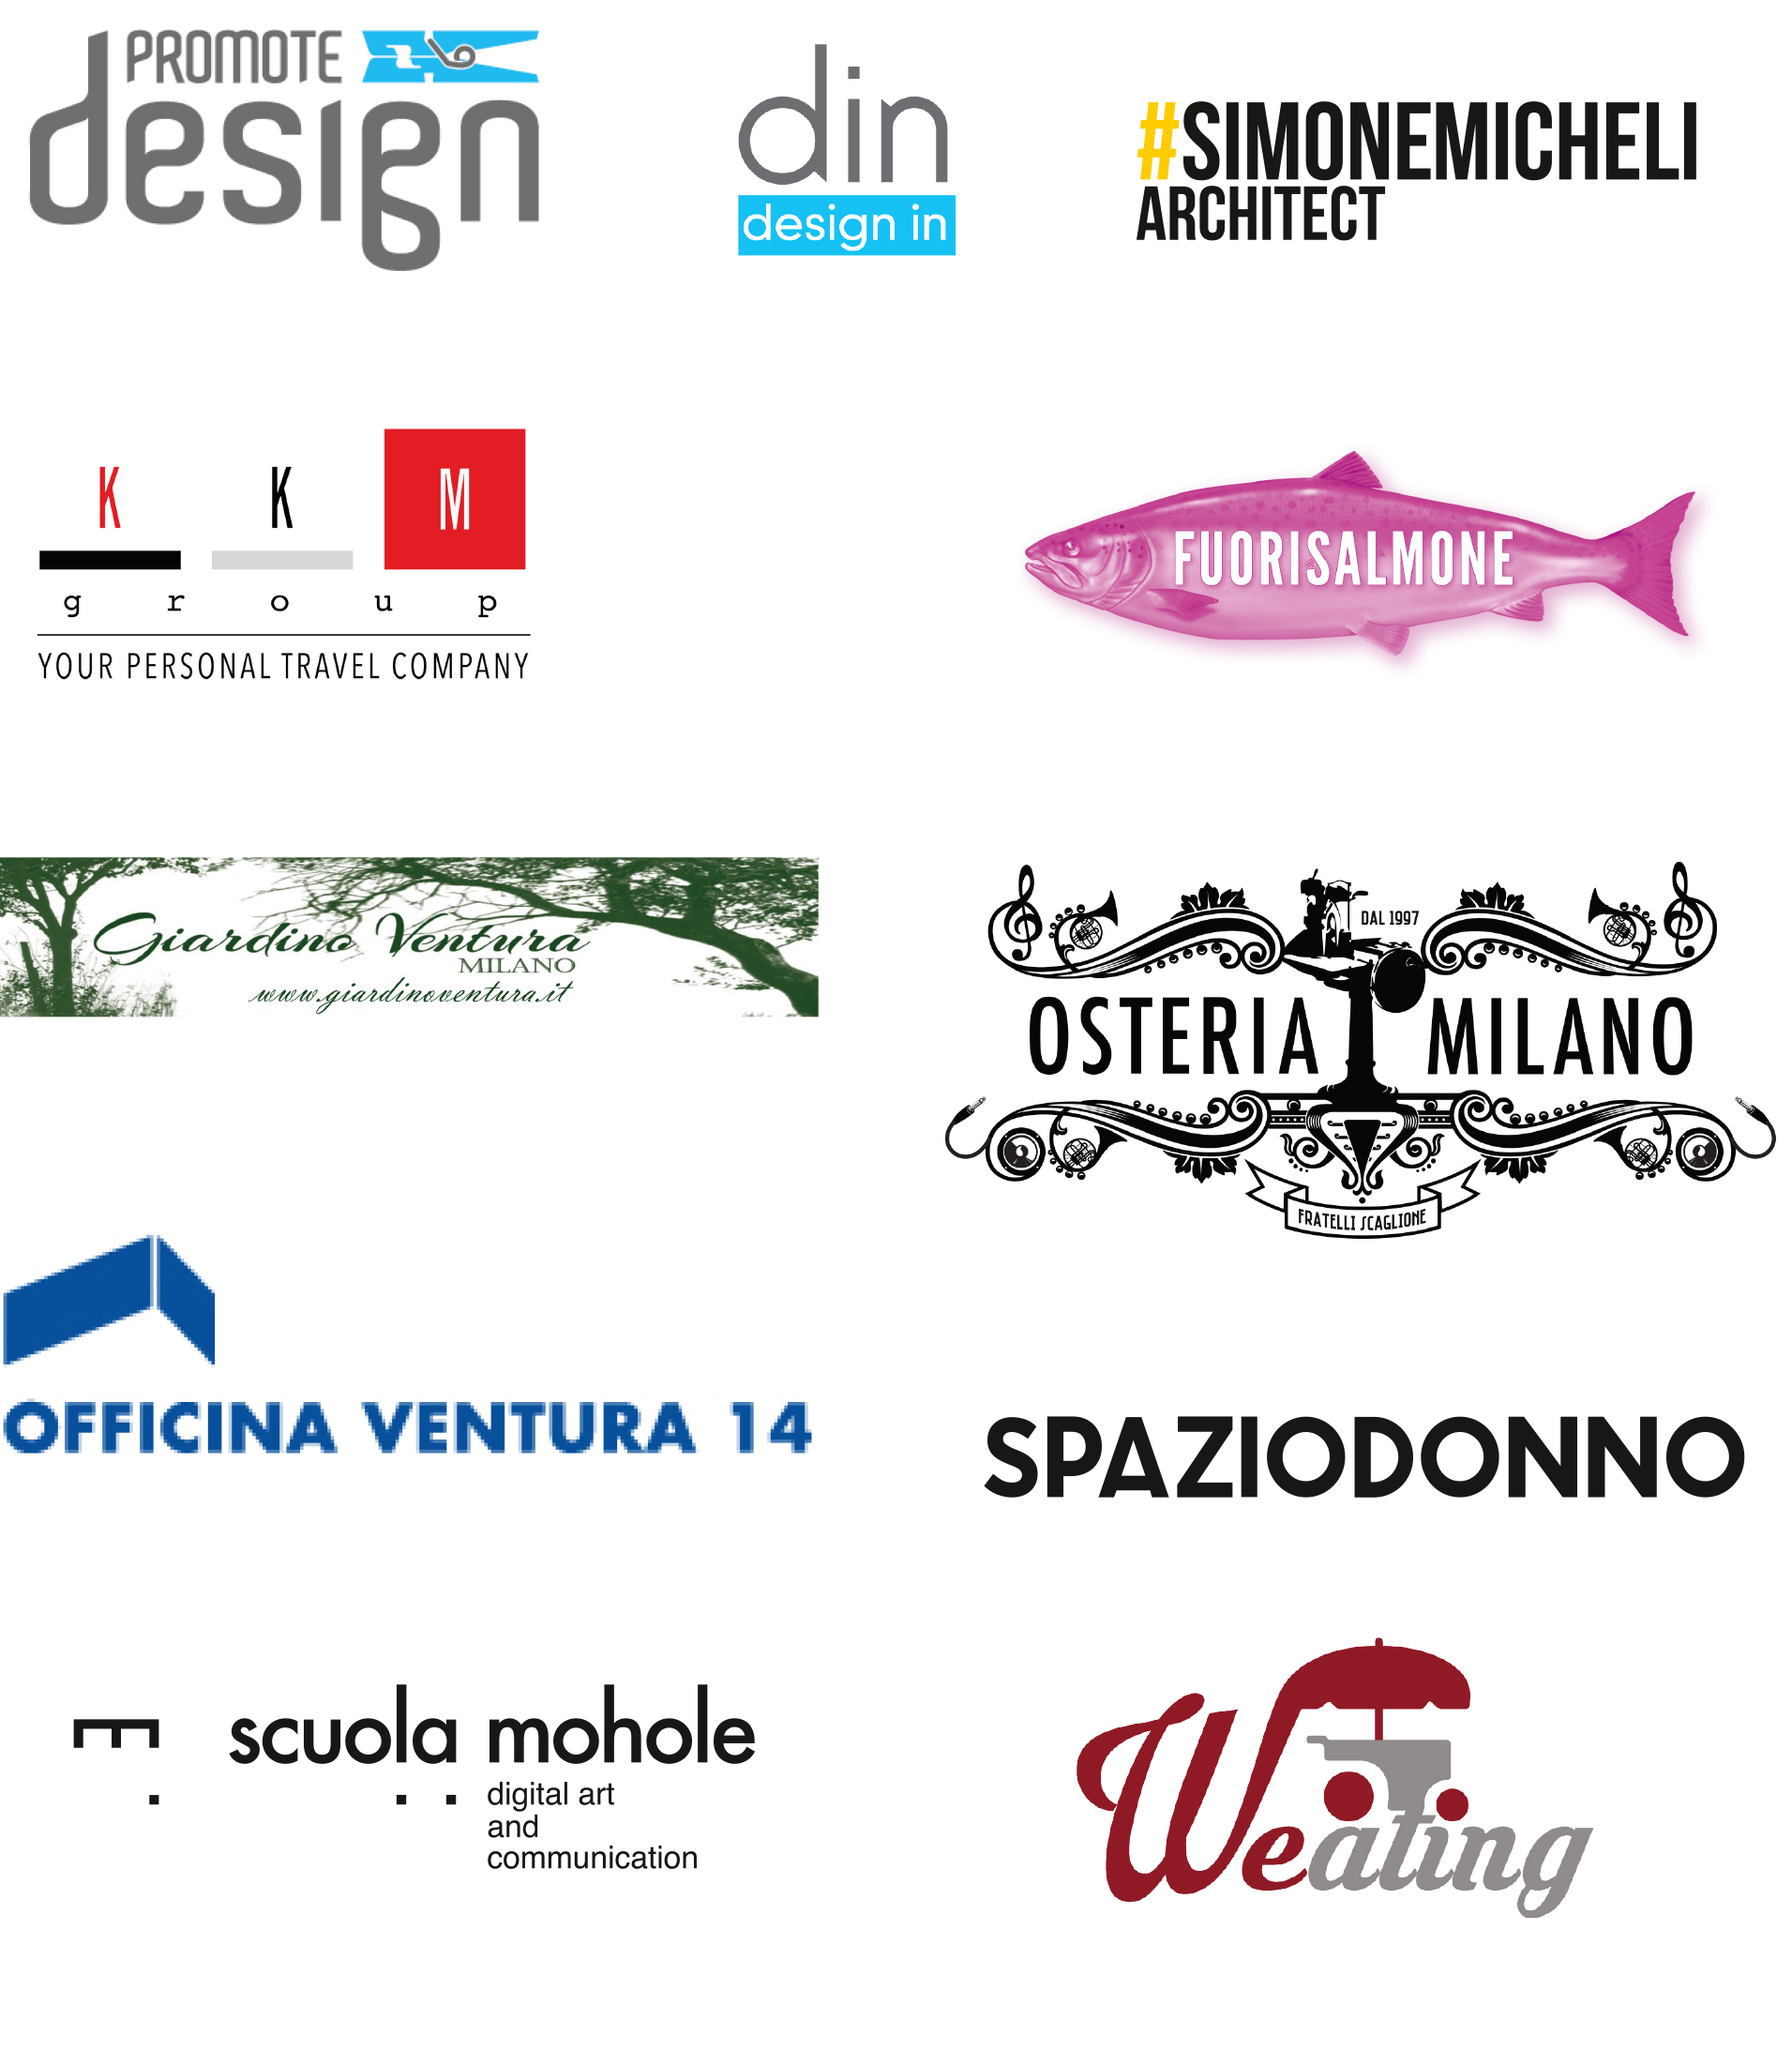 PROMOTE
design
din
design in
#SIMONEMICHELI
ARCHITECT
K K M
group
YOUR PERSONAL TRAVEL COMPANY
FUORISALMONE
Giardino Ventura
MILANO
www.giardinoventura.it
DAL 1997
OSTERIA MILANO
FRATELLI SCAGLIONE
OFFICINA VENTURA 14
SPAZIODONNO
scuola mohole
digital art
and
communication
Weating